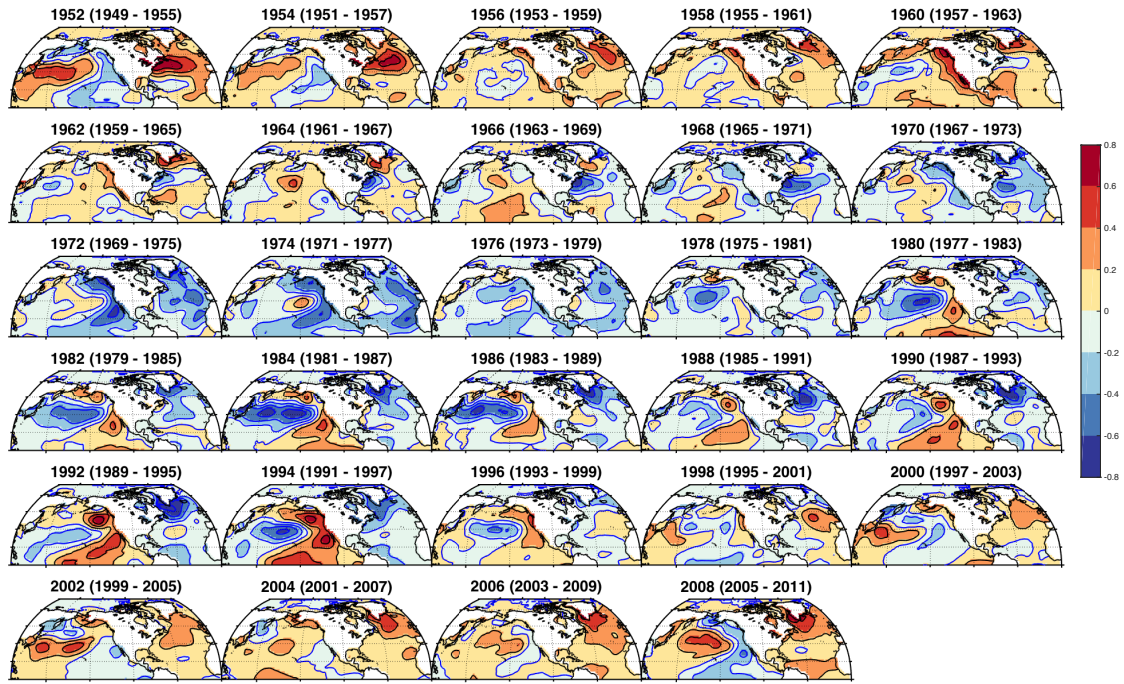 1952 (1949 - 1955) 1954 (1951 - 1957) 1956 (1953 - 1959) 1958 (1955 - 1961) 1960 (1957 - 1963)
1962 (1959 - 1965) 1964 (1961 - 1967) 1966 (1963 - 1969) 1968 (1965 - 1971) 1970 (1967 - 1973)
1972 (1969 - 1975) 1974 (1971 - 1977) 1976 (1973 - 1979) 1978 (1975 - 1981) 1980 (1977 - 1983)
1982 (1979 - 1985) 1984 (1981 - 1987) 1986 (1983 - 1989) 1988 (1985 - 1991) 1990 (1987 - 1993)
1992 (1989 - 1995) 1994 (1991 - 1997) 1996 (1993 - 1999) 1998 (1995 - 2001) 2000 (1997 - 2003)
2002 (1999 - 2005) 2004 (2001 - 2007) 2006 (2003 - 2009) 2008 (2005 - 2011)
0.8
0.6
0.4
0.2
0
-0.2
-0.4
-0.6
-0.8